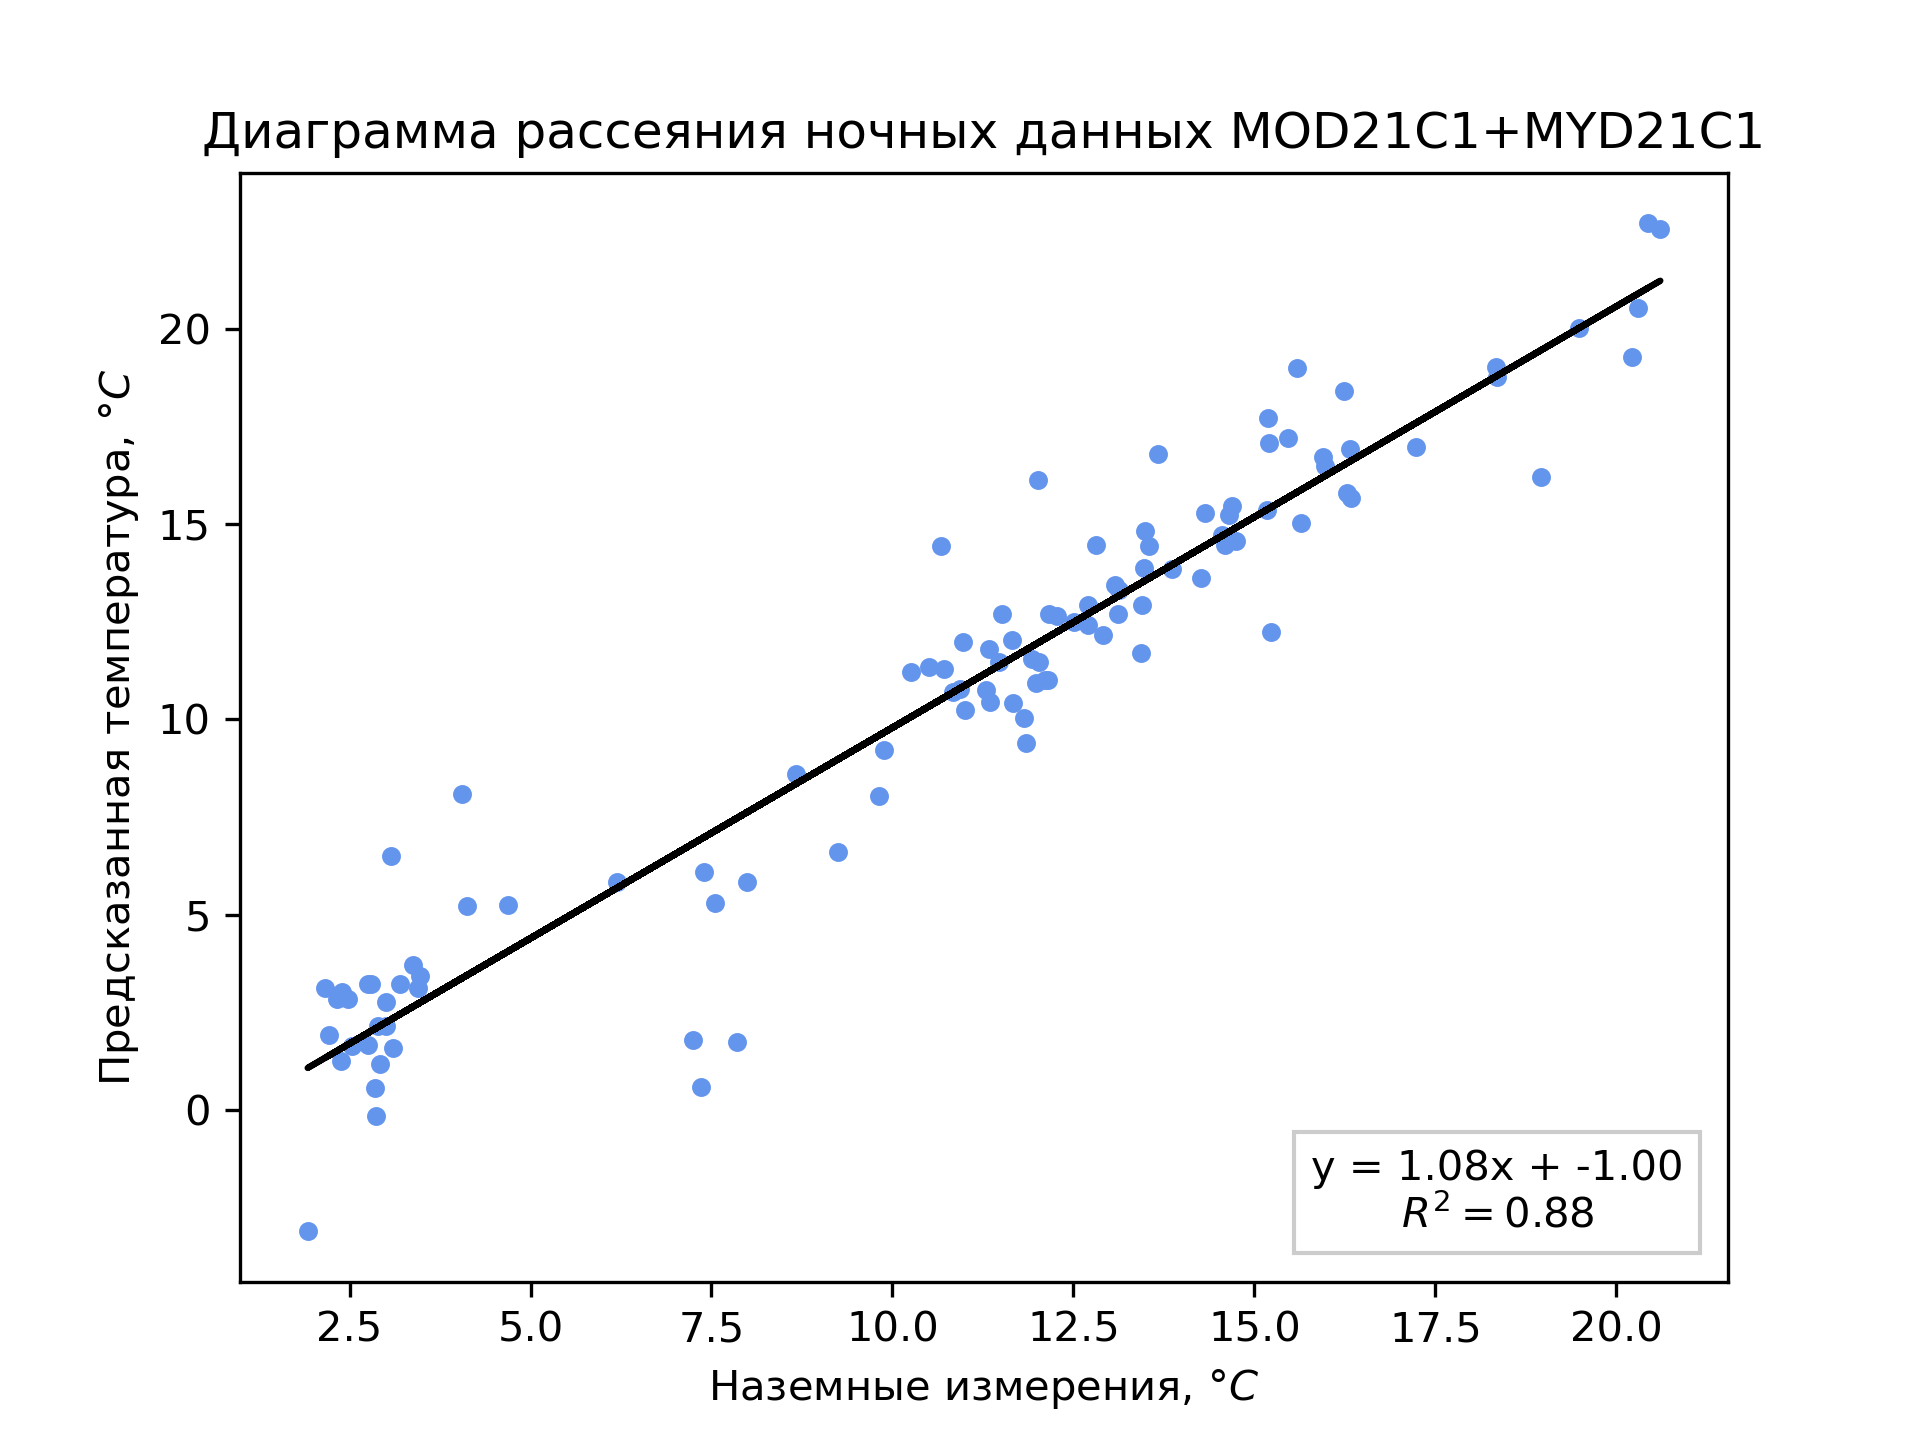 Диаграмма рассеяния ночных данных MOD21C1+MYD21C1
Предсказанная температура, °C
20
15
10
5
0
y = 1.08x + -1.00
R² = 0.88
2.5 5.0 7.5 10.0 12.5 15.0 17.5 20.0
Наземные измерения, °C